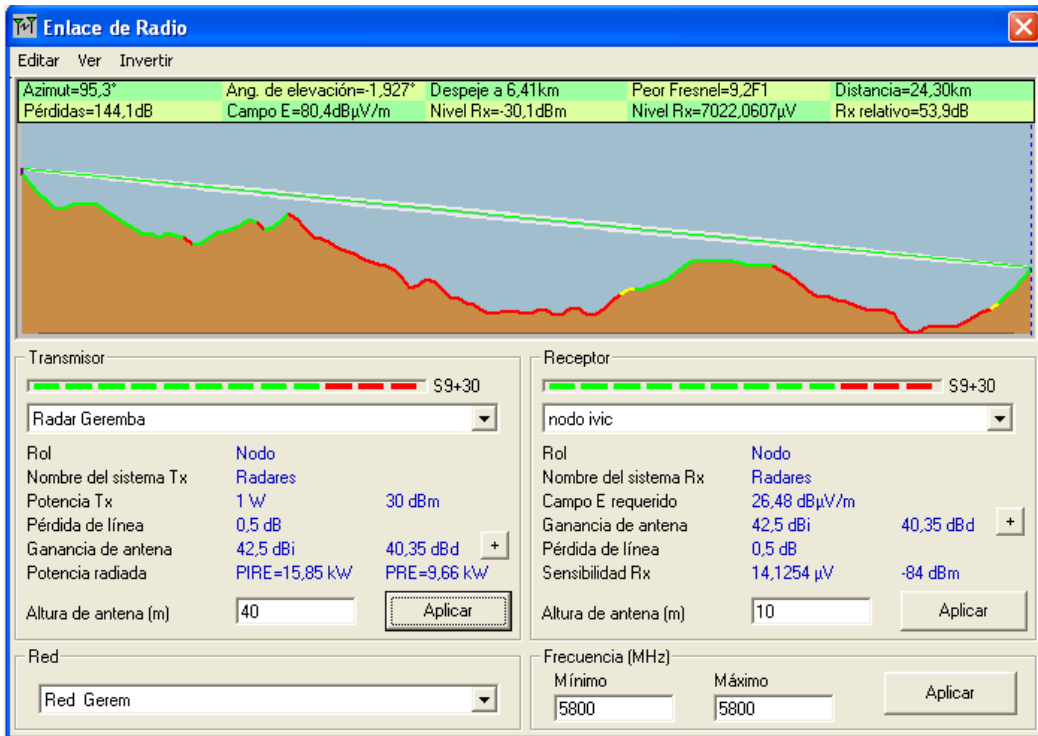 Enlace de Radio
Editar Ver Invertir
Azimut=95,3° Ang. de elevación=-1,927° Despeje a 6,41km Peor Fresnel=9,2F1 Distancia=24,30km
Pérdidas=144,1dB Campo E=80,4dBµV/m Nivel Rx=-30,1dBm Nivel Rx=7022,0607µV Rx relativo=53,9dB
Transmisor
S9+30
Radar Geremba
Rol Nodo
Nombre del sistema Tx Radares
Potencia Tx 1 W 30 dBm
Pérdida de línea 0,5 dB
Ganancia de antena 42,5 dBi 40,35 dBd +
Potencia radiada PIRE=15,85 kW PRE=9,66 kW
Altura de antena (m) 40 Aplicar
Receptor
S9+30
nodo ivic
Rol Nodo
Nombre del sistema Rx Radares
Campo E requerido 26,48 dBµV/m
Ganancia de antena 42,5 dBi 40,35 dBd +
Pérdida de línea 0,5 dB
Sensibilidad Rx 14,1254 µV -84 dBm
Altura de antena (m) 10 Aplicar
Red
Red Gerem
Frecuencia (MHz)
Mínimo Máximo
5800 5800 Aplicar